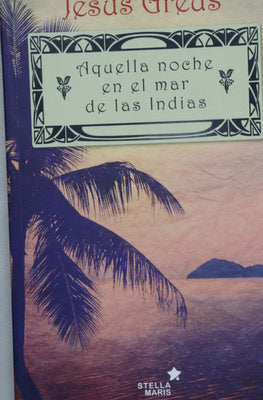 Jesús Greus
Aquella noche
en el mar
de las Indias
STELLA
MARIS